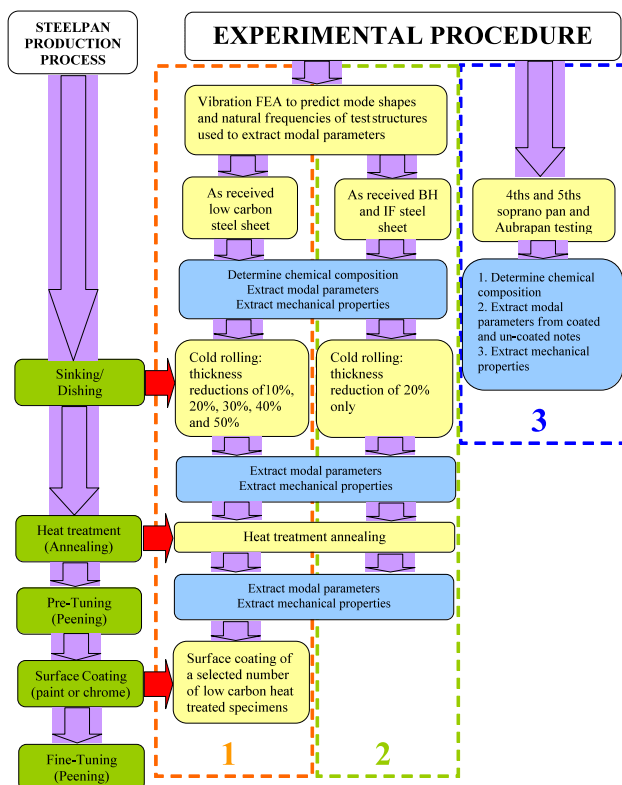 STEELPAN
PRODUCTION
PROCESS
EXPERIMENTAL PROCEDURE
Vibration FEA to predict mode shapes
and natural frequencies of test structures
used to extract modal parameters
As received
low carbon
steel sheet
As received BH
and IF steel
sheet
4ths and 5ths
soprano pan and
Aubrapan testing
Determine chemical composition
Extract modal parameters
Extract mechanical properties
1. Determine chemical
composition
2. Extract modal
parameters from coated
and un-coated notes
3. Extract mechanical
properties
Sinking/
Dishing
Cold rolling:
thickness
reductions of10%,
20%, 30%, 40%
and 50%
Cold rolling:
thickness
reduction of 20%
only
3
Extract modal parameters
Extract mechanical properties
Heat treatment
(Annealing)
Heat treatment annealing
Pre-Tuning
(Peening)
Extract modal parameters
Extract mechanical properties
Surface Coating
(paint or chrome)
Surface coating of
a selected number
of low carbon heat
treated specimens
Fine-Tuning
(Peening)
1
2